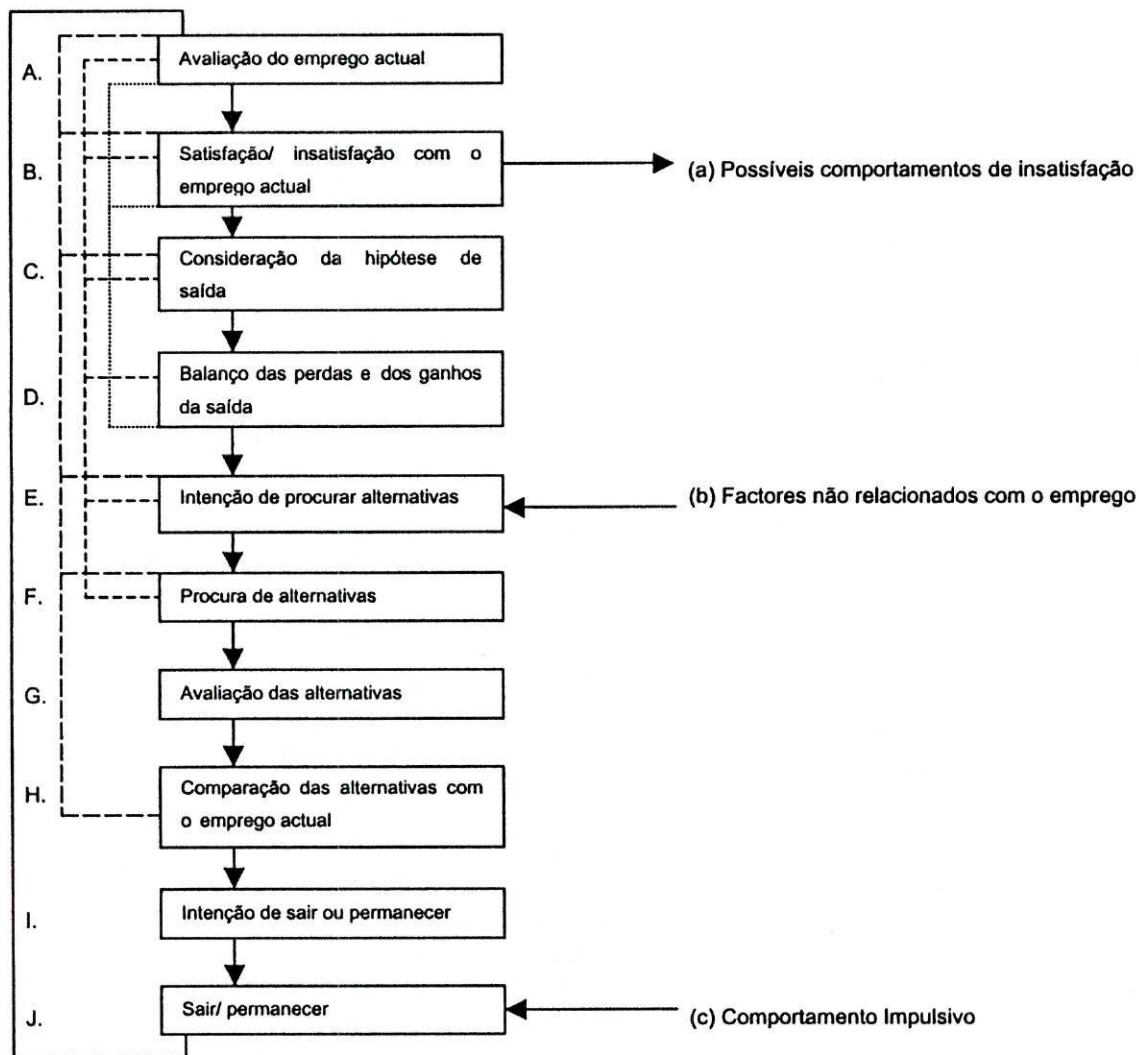 A.
Avaliação do emprego actual
B.
Satisfação/ insatisfação com o
emprego actual
(a) Possíveis comportamentos de insatisfação
C.
Consideração da hipótese de
saída
D.
Balanço das perdas e dos ganhos
da saída
E.
Intenção de procurar alternativas
(b) Factores não relacionados com o emprego
F.
Procura de alternativas
G.
Avaliação das alternativas
H.
Comparação das alternativas com
o emprego actual
I.
Intenção de sair ou permanecer
J.
Sair/ permanecer
(c) Comportamento Impulsivo